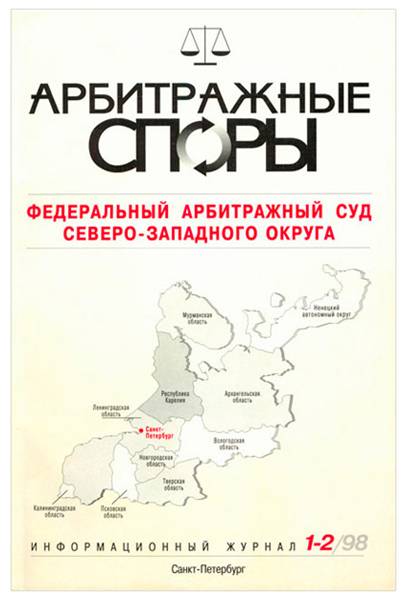 АРБИТРАЖНЫЕ
СПОРЫ
ФЕДЕРАЛЬНЫЙ АРБИТРАЖНЫЙ СУД
СЕВЕРО-ЗАПАДНОГО ОКРУГА
Мурманская
область
Ненецкий
автономный округ
Республика
Карелия
Архангельская
область
Ленинградская
область
Санкт-
Петербург
Вологодская
область
Новгородская
область
Тверская
область
Калининградская
область
Псковская
область
ИНФОРМАЦИОННЫЙ ЖУРНАЛ 1-2/98
Санкт-Петербург